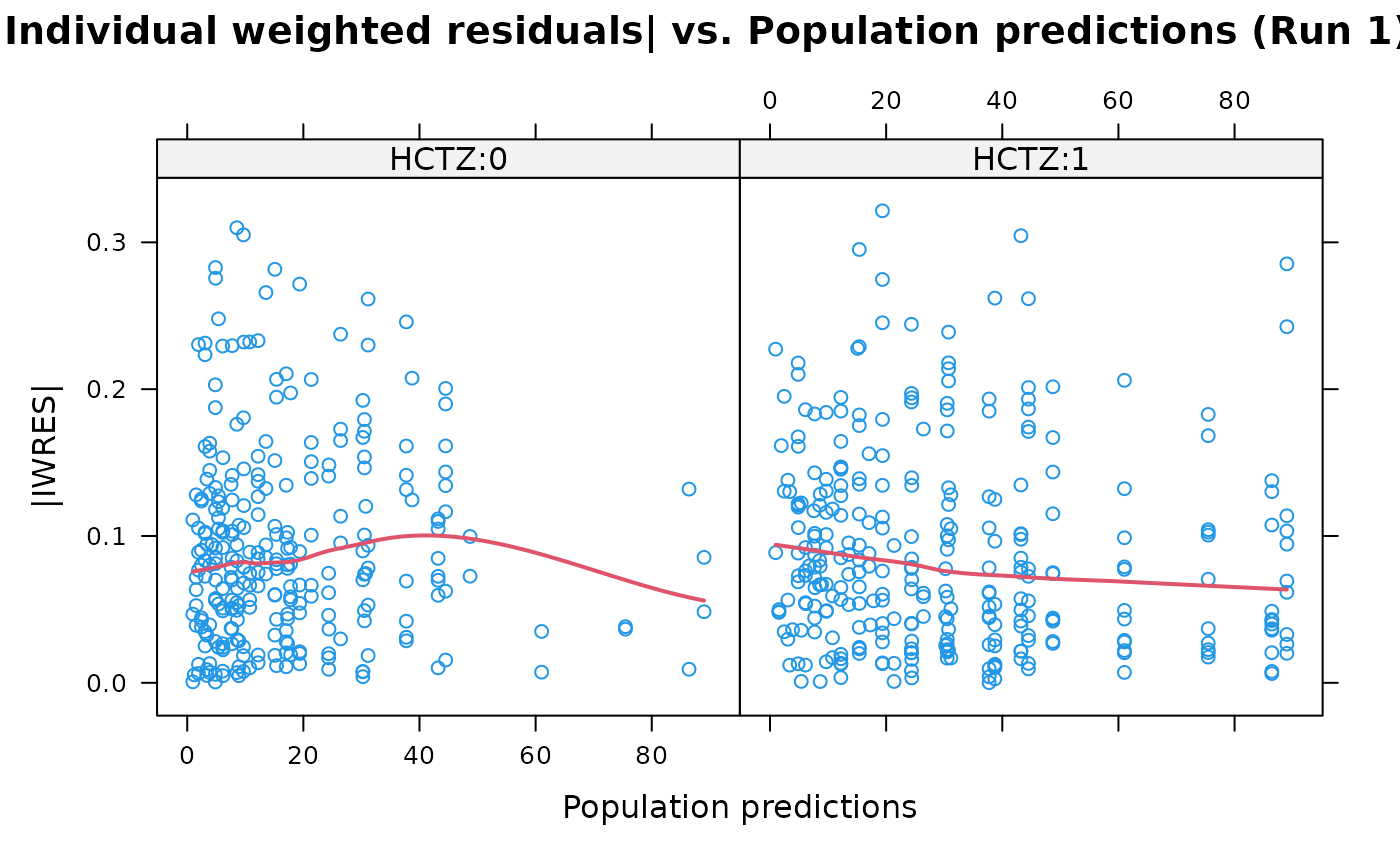 Individual weighted residuals| vs. Population predictions (Run 1)
0 20 40 60 80
HCTZ:0 HCTZ:1
0.3
0.2
0.1
0.0
|IWRES|
0 20 40 60 80
Population predictions